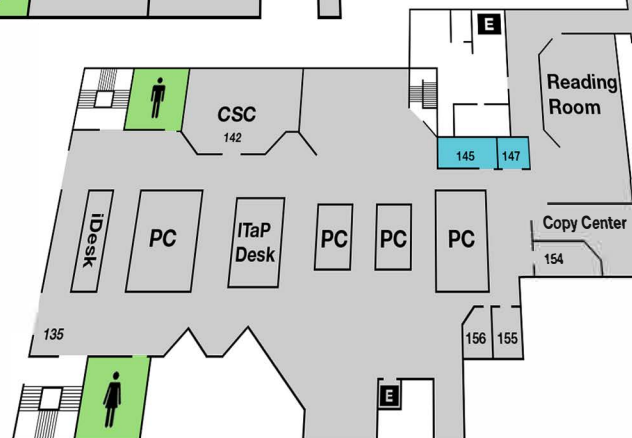 E
Reading
Room
CSC
142
145
147
iDesk
PC
ITaP
Desk
PC
PC
PC
Copy Center
154
135
156
155
E